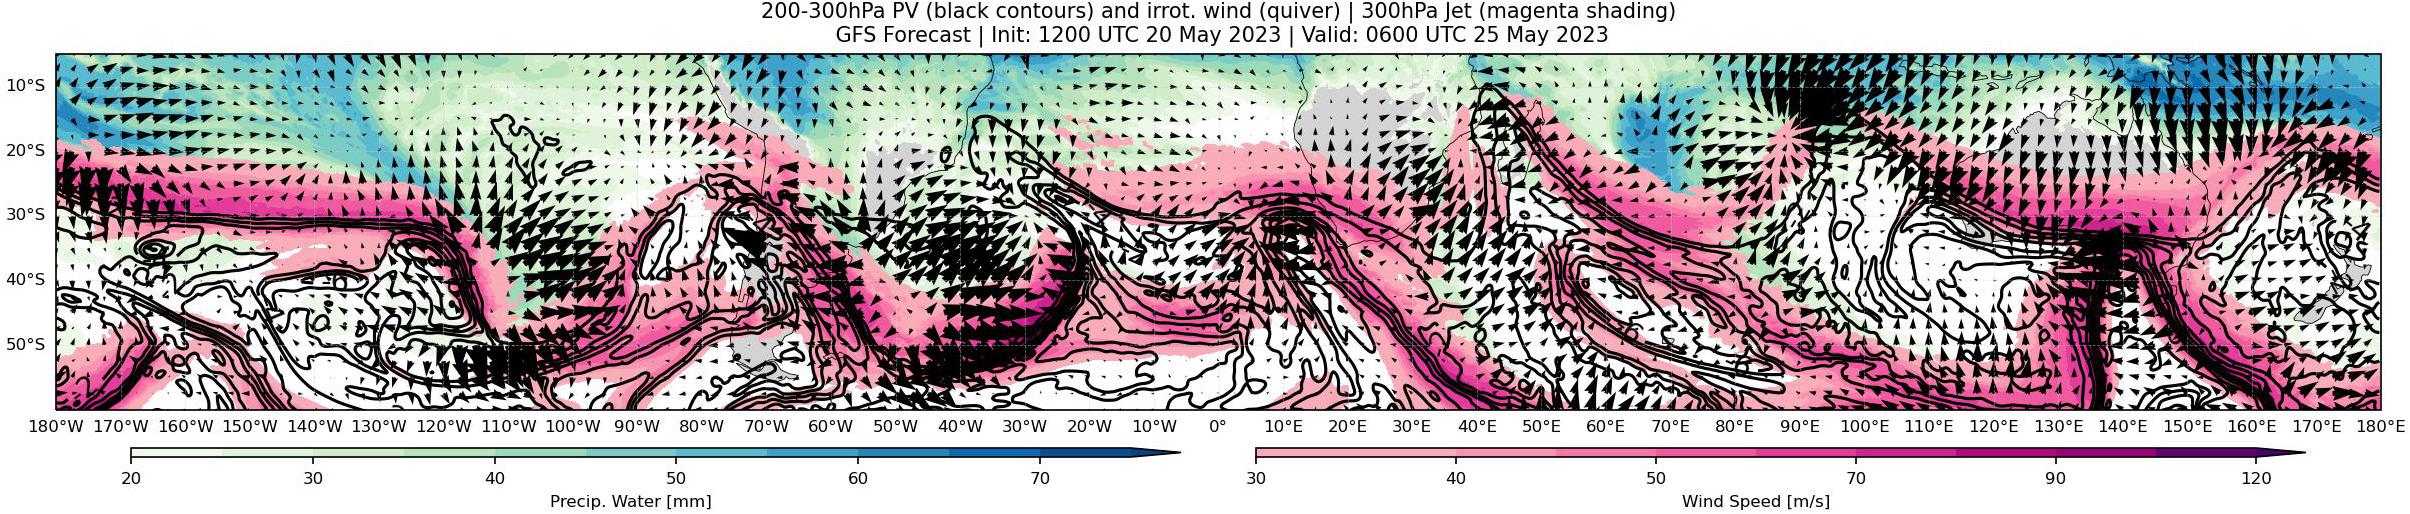 200-300hPa PV (black contours) and irrot. wind (quiver) | 300hPa Jet (magenta shading)
GFS Forecast | Init: 1200 UTC 20 May 2023 | Valid: 0600 UTC 25 May 2023
10°S
20°S
30°S
40°S
50°S
180°W 170°W 160°W 150°W 140°W 130°W 120°W 110°W 100°W 90°W 80°W 70°W 60°W 50°W 40°W 30°W 20°W 10°W 0° 10°E 20°E 30°E 40°E 50°E 60°E 70°E 80°E 90°E 100°E 110°E 120°E 130°E 140°E 150°E 160°E 170°E 180°E
20 30 40 50 60 70 30 40 50 70 90 120
Precip. Water [mm] Wind Speed [m/s]